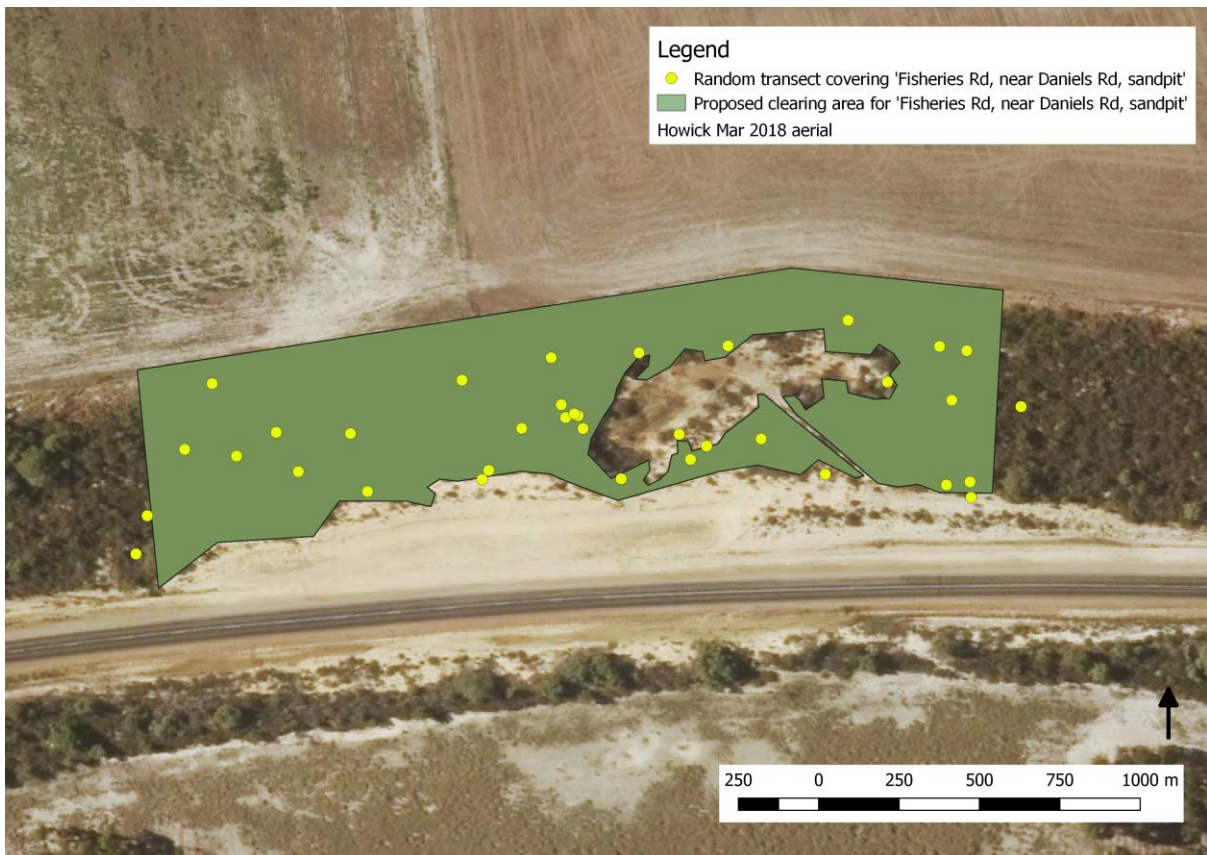 Legend
Random transect covering 'Fisheries Rd, near Daniels Rd, sandpit'
Proposed clearing area for 'Fisheries Rd, near Daniels Rd, sandpit'
Howick Mar 2018 aerial
250 0 250 500 750 1000 m